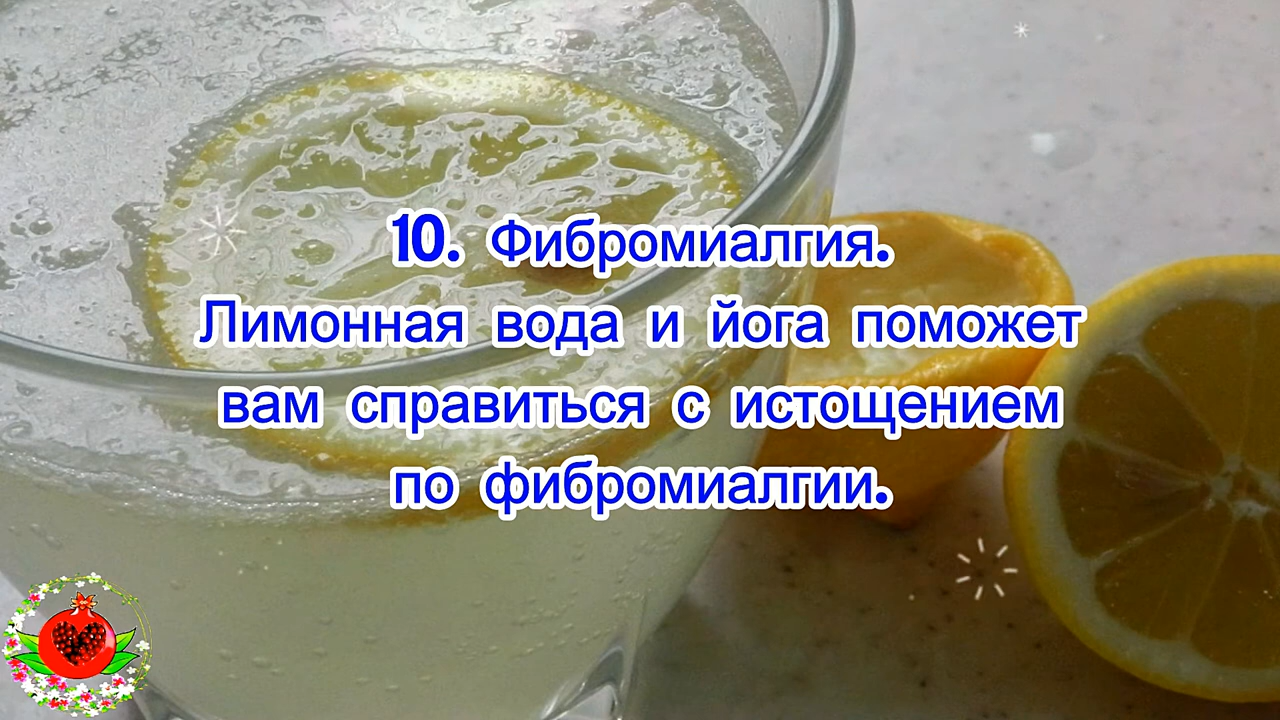 10. Фибромиалгия.
Лимонная вода и йога поможет
вам справиться с истощением
по фибромиалгии.